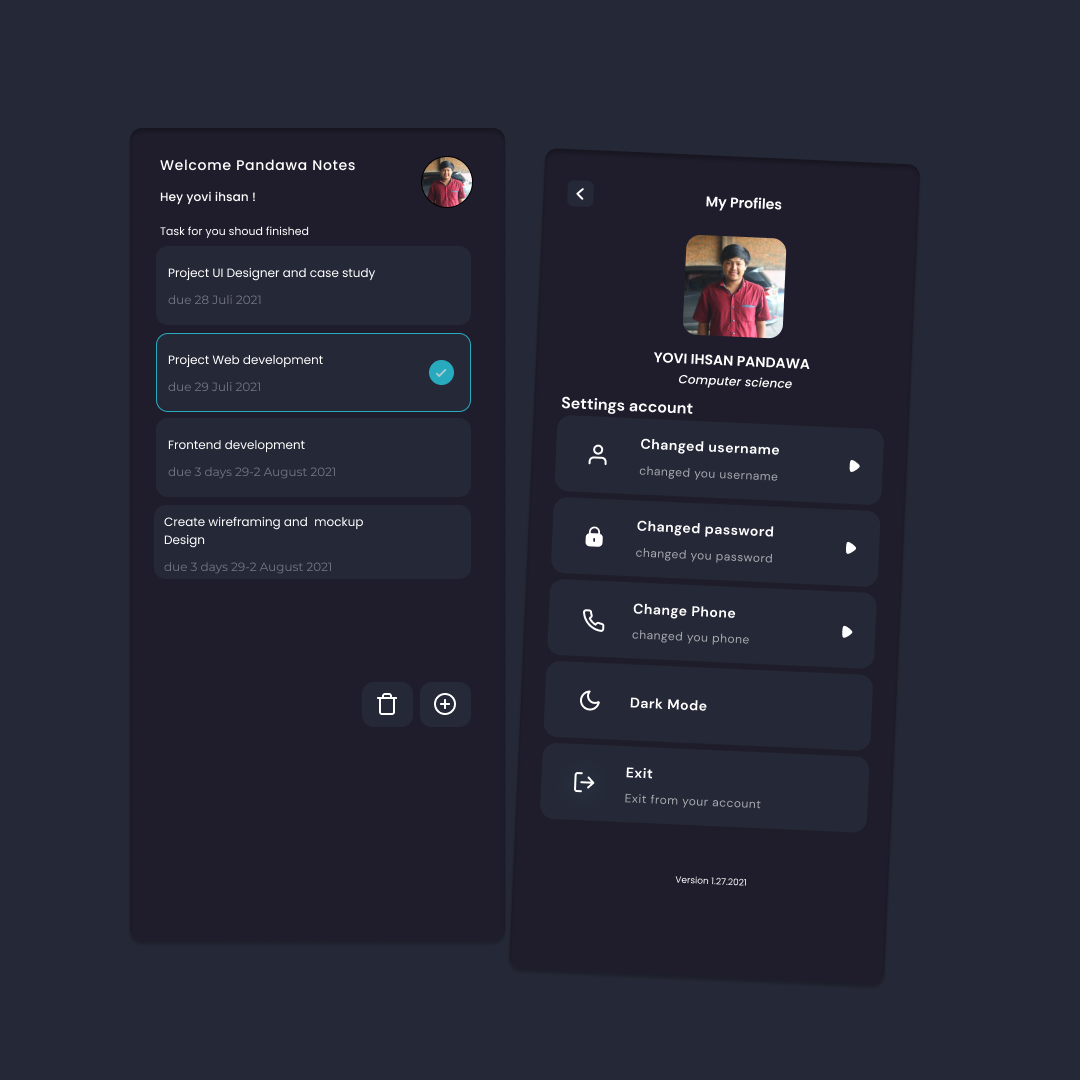 Welcome Pandawa Notes
Hey yovi ihsan !
Task for you shoud finished
Project UI Designer and case study
due 28 Juli 2021
Project Web development
due 29 Juli 2021
Frontend development
due 3 days 29-2 August 2021
Create wireframing and  mockup
Design
due 3 days 29-2 August 2021
My Profiles
YOVI IHSAN PANDAWA
Computer science
Settings account
Changed username
changed you username
Changed password
changed you password
Change Phone
changed you phone
Dark Mode
Exit
Exit from your account
Version 1.27.2021